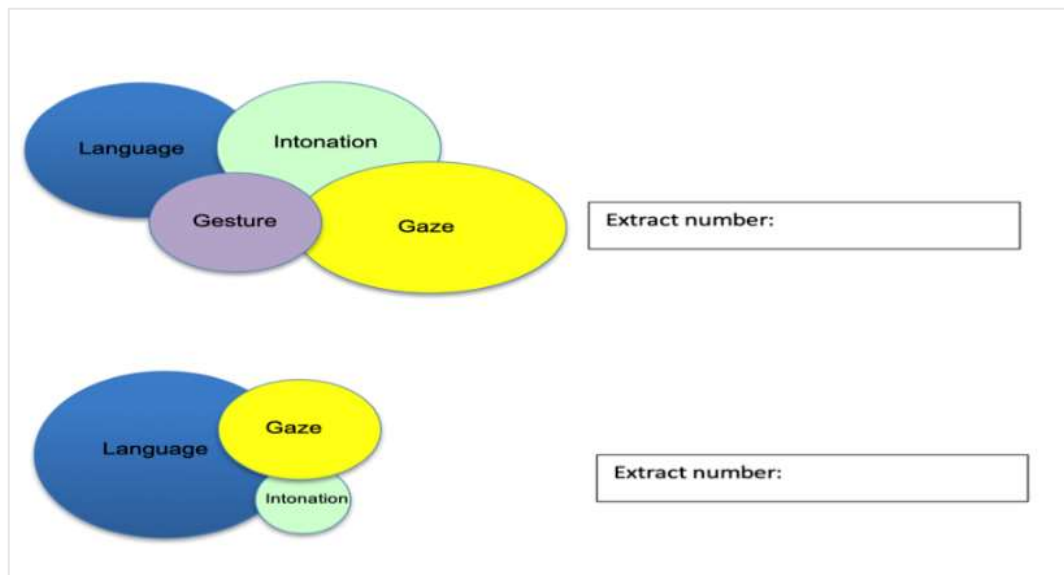 Language
Intonation
Gesture
Gaze
Extract number:
Language
Gaze
Intonation
Extract number: